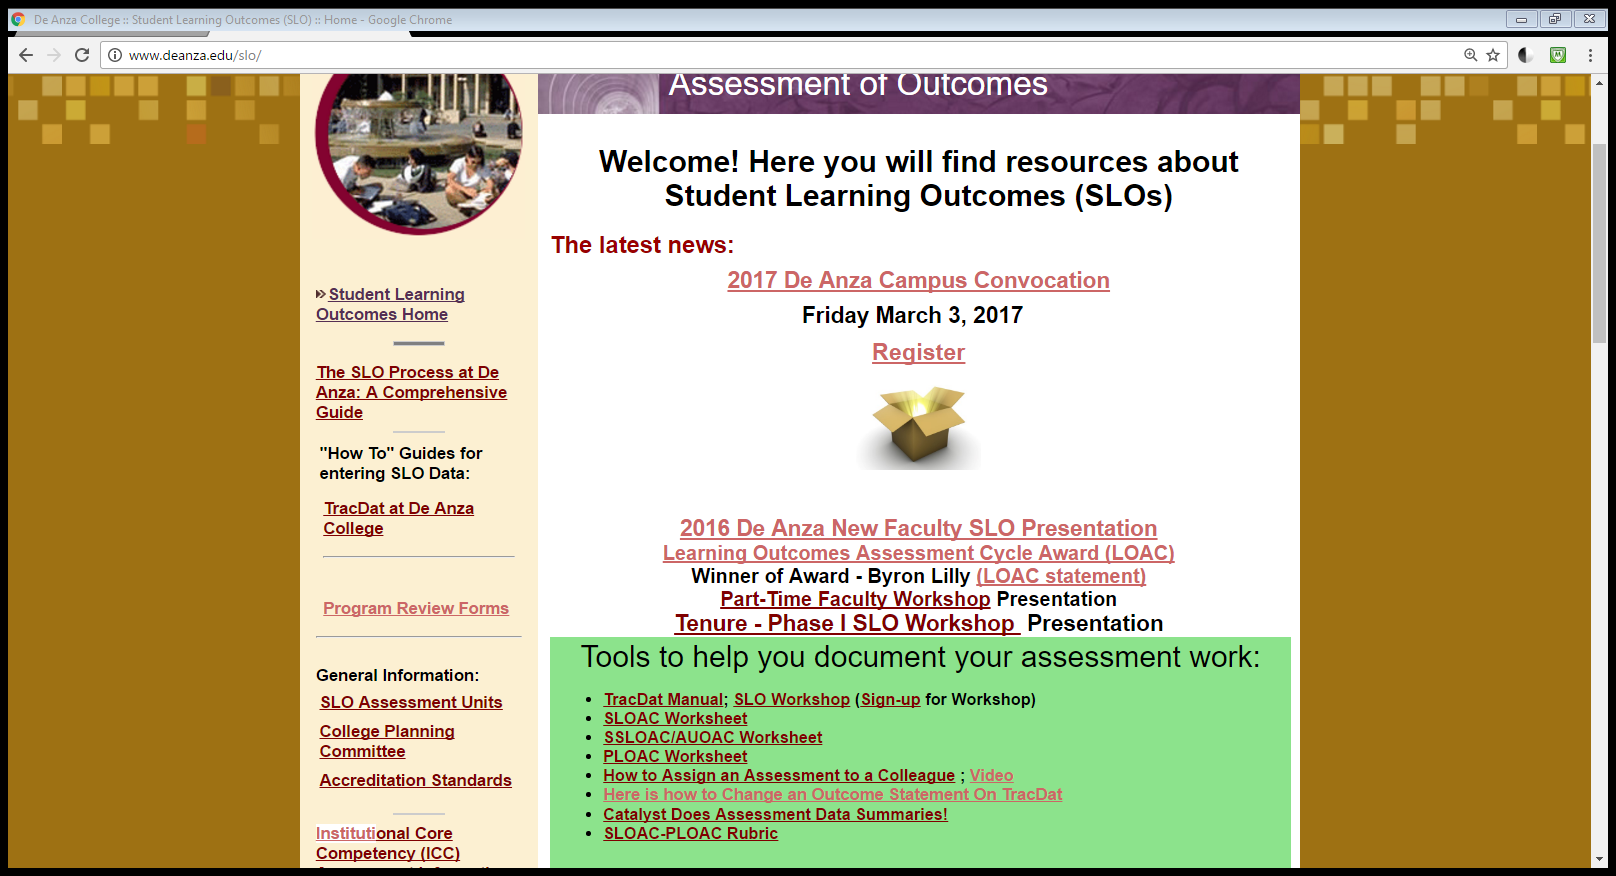 De Anza College :: Student Learning Outcomes (SLO) :: Home - Google Chrome
www.deanza.edu/slo/
Assessment of Outcomes
Welcome! Here you will find resources about
Student Learning Outcomes (SLOs)
The latest news:
2017 De Anza Campus Convocation
Friday March 3, 2017
Register
2016 De Anza New Faculty SLO Presentation
Learning Outcomes Assessment Cycle Award (LOAC)
Winner of Award - Byron Lilly (LOAC statement)
Part-Time Faculty Workshop Presentation
Tenure - Phase I SLO Workshop  Presentation
Tools to help you document your assessment work:
TracDat Manual; SLO Workshop (Sign-up for Workshop)
SLOAC Worksheet
SSLOAC/AUOAC Worksheet
PLOAC Worksheet
How to Assign an Assessment to a Colleague ; Video
Here is how to Change an Outcome Statement On TracDat
Catalyst Does Assessment Data Summaries!
SLOAC-PLOAC Rubric
Student Learning
Outcomes Home
The SLO Process at De
Anza: A Comprehensive
Guide
"How To" Guides for
entering SLO Data:
TracDat at De Anza
College
Program Review Forms
General Information:
SLO Assessment Units
College Planning
Committee
Accreditation Standards
Institutional Core
Competency (ICC)